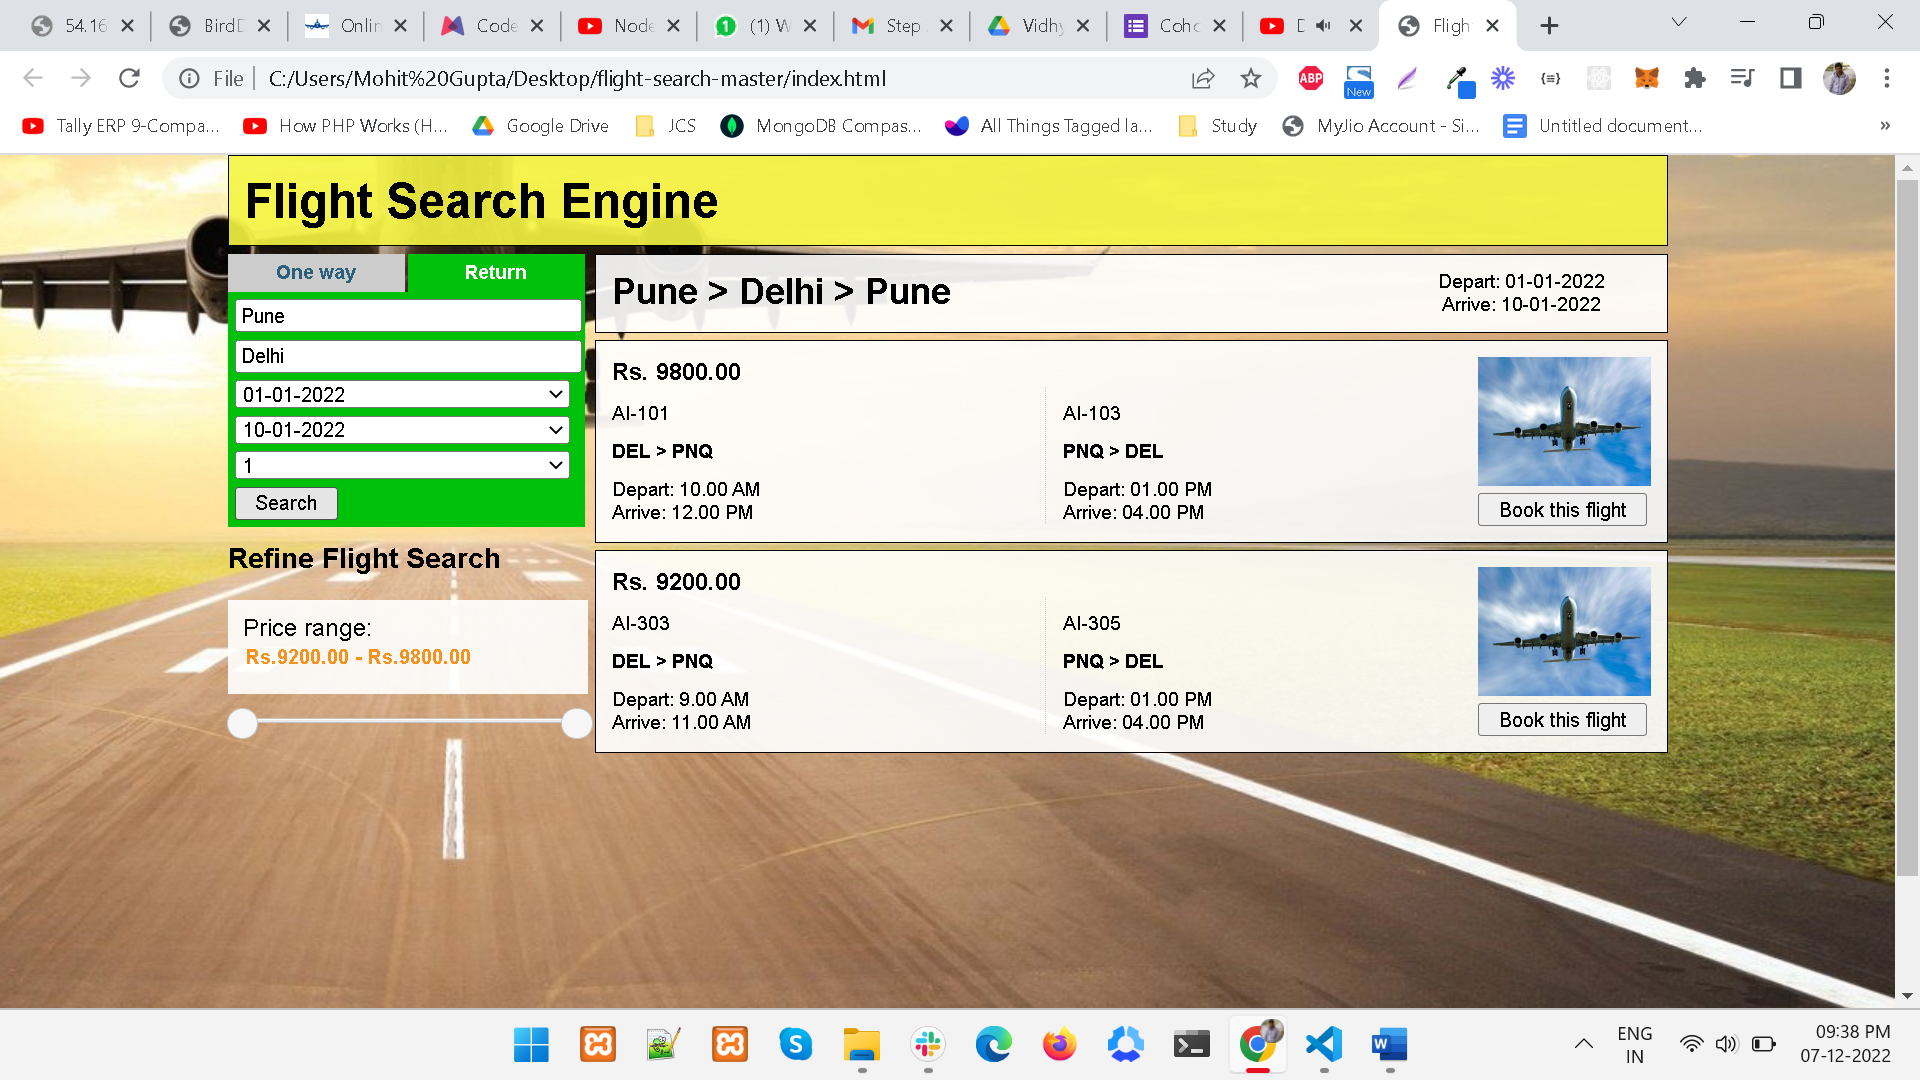 54.16
BirdD
Onlin
Code
Node
(1) W
Step
Vidhy
Coho
D
Fligh
File
C:/Users/Mohit%20Gupta/Desktop/flight-search-master/index.html
ABP
New
Tally ERP 9-Compa...
How PHP Works (H...
Google Drive
JCS
MongoDB Compas...
All Things Tagged la...
Study
MyJio Account - Si...
Untitled document...
»
Flight Search Engine
One way
Return
Pune
Delhi
01-01-2022
10-01-2022
1
Search
Refine Flight Search
Price range:
Rs.9200.00 - Rs.9800.00
Pune > Delhi > Pune
Depart: 01-01-2022
Arrive: 10-01-2022
Rs. 9800.00
AI-101
DEL > PNQ
Depart: 10.00 AM
Arrive: 12.00 PM
AI-103
PNQ > DEL
Depart: 01.00 PM
Arrive: 04.00 PM
Book this flight
Rs. 9200.00
AI-303
DEL > PNQ
Depart: 9.00 AM
Arrive: 11.00 AM
AI-305
PNQ > DEL
Depart: 01.00 PM
Arrive: 04.00 PM
Book this flight
ENG
IN
09:38 PM
07-12-2022